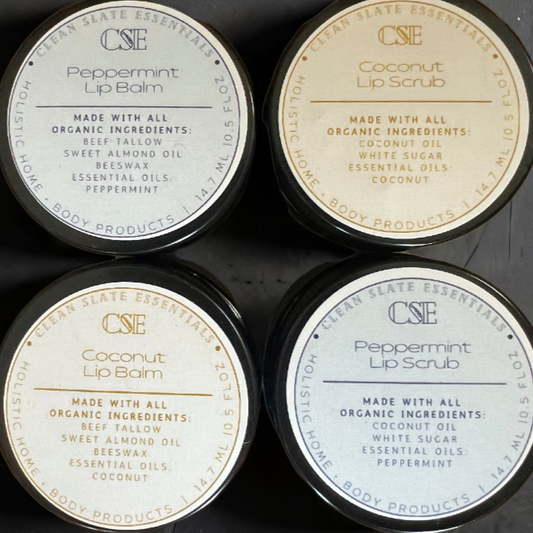 CLEAN SLATE ESSENTIALS
CSE
Peppermint
Lip Balm
MADE WITH ALL
ORGANIC INGREDIENTS:
BEEF TALLOW
SWEET ALMOND OIL
BEESWAX
ESSENTIAL OILS:
PEPPERMINT
HOLISTIC HOME • BODY PRODUCTS | 14.7 ML |0.5 FL.OZ
CLEAN SLATE ESSENTIALS
CSE
Coconut
Lip Scrub
MADE WITH ALL
ORGANIC INGREDIENTS:
COCONUT OIL
WHITE SUGAR
ESSENTIAL OILS:
COCONUT
HOLISTIC HOME • BODY PRODUCTS | 14.7 ML |0.5 FL.OZ
CLEAN SLATE ESSENTIALS
CSE
Coconut
Lip Balm
MADE WITH ALL
ORGANIC INGREDIENTS:
BEEF TALLOW
SWEET ALMOND OIL
BEESWAX
ESSENTIAL OILS:
COCONUT
HOLISTIC HOME • BODY PRODUCTS | 14.7 ML |0.5 FL.OZ
CLEAN SLATE ESSENTIALS
CSE
Peppermint
Lip Scrub
MADE WITH ALL
ORGANIC INGREDIENTS:
COCONUT OIL
WHITE SUGAR
ESSENTIAL OILS:
PEPPERMINT
HOLISTIC HOME • BODY PRODUCTS | 14.7 ML |0.5 FL.OZ